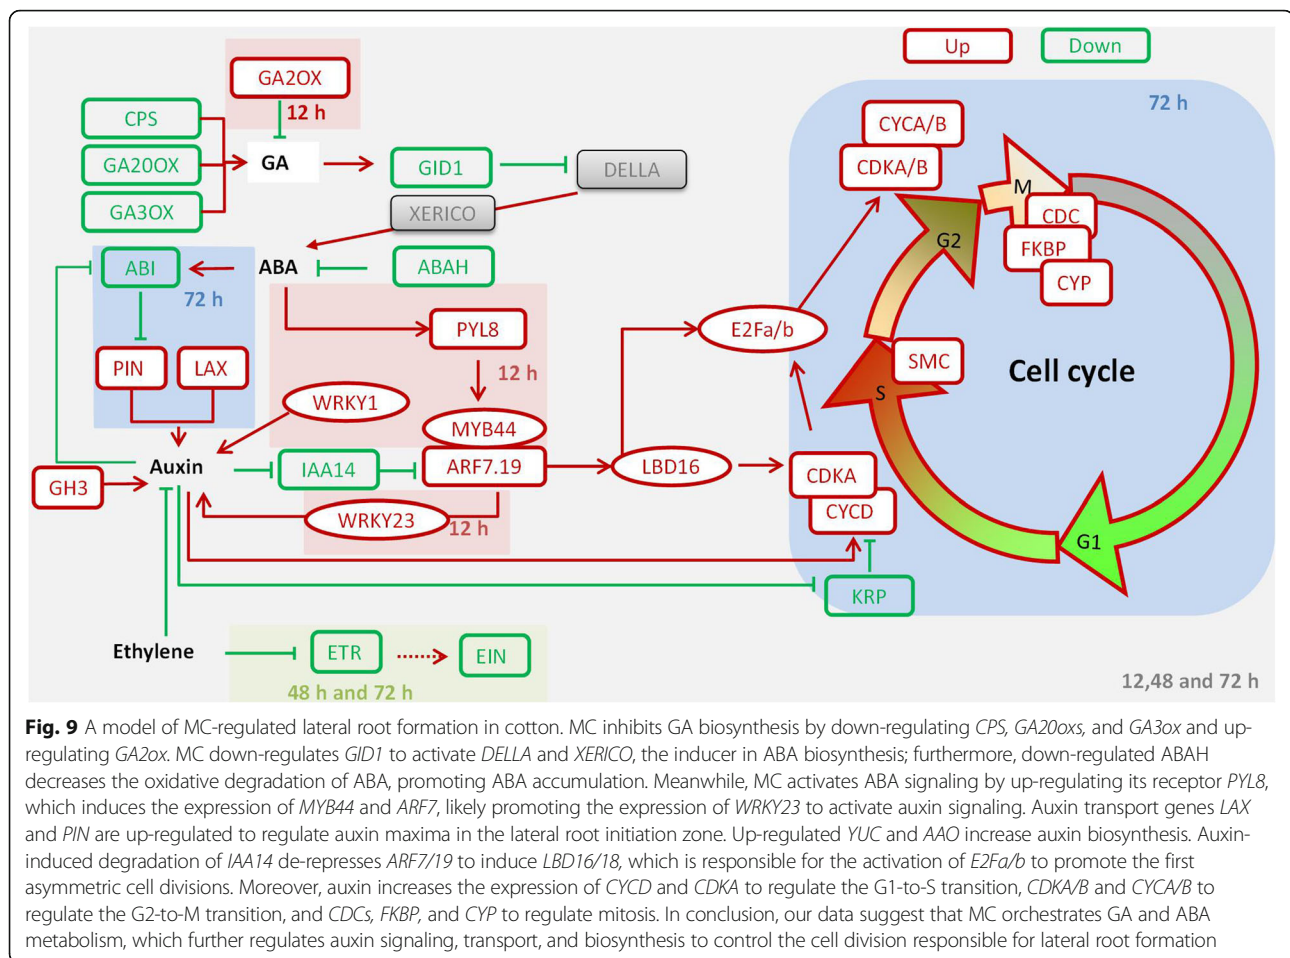 Up Down
GA2OX
12 h
72 h
CPS
CYCA/B
GA20OX GA GID1 DELLA CDKA/B
M
GA3OX XERICO CDC
G2
FKBP
ABI ABA ABAH
CYP
72 h
PYL8 E2Fa/b
PIN LAX SMC Cell cycle
12 h
S
WRKY1
MYB44
Auxin IAA14 ARF7.19 LBD16
GH3 CDKA
WRKY23 12 h CYCD
G1
KRP
Ethylene ETR EIN
48 h and 72 h 12,48 and 72 h
Fig. 9 A model of MC-regulated lateral root formation in cotton. MC inhibits GA biosynthesis by down-regulating CPS, GA20oxs, and GA3ox and up-
regulating GA2ox. MC down-regulates GID1 to activate DELLA and XERICO, the inducer in ABA biosynthesis; furthermore, down-regulated ABAH
decreases the oxidative degradation of ABA, promoting ABA accumulation. Meanwhile, MC activates ABA signaling by up-regulating its receptor PYL8,
which induces the expression of MYB44 and ARF7, likely promoting the expression of WRKY23 to activate auxin signaling. Auxin transport genes LAX
and PIN are up-regulated to regulate auxin maxima in the lateral root initiation zone. Up-regulated YUC and AAO increase auxin biosynthesis. Auxin-
induced degradation of IAA14 de-represses ARF7/19 to induce LBD16/18, which is responsible for the activation of E2Fa/b to promote the first
asymmetric cell divisions. Moreover, auxin increases the expression of CYCD and CDKA to regulate the G1-to-S transition, CDKA/B and CYCA/B to
regulate the G2-to-M transition, and CDCs, FKBP, and CYP to regulate mitosis. In conclusion, our data suggest that MC orchestrates GA and ABA
metabolism, which further regulates auxin signaling, transport, and biosynthesis to control the cell division responsible for lateral root formation